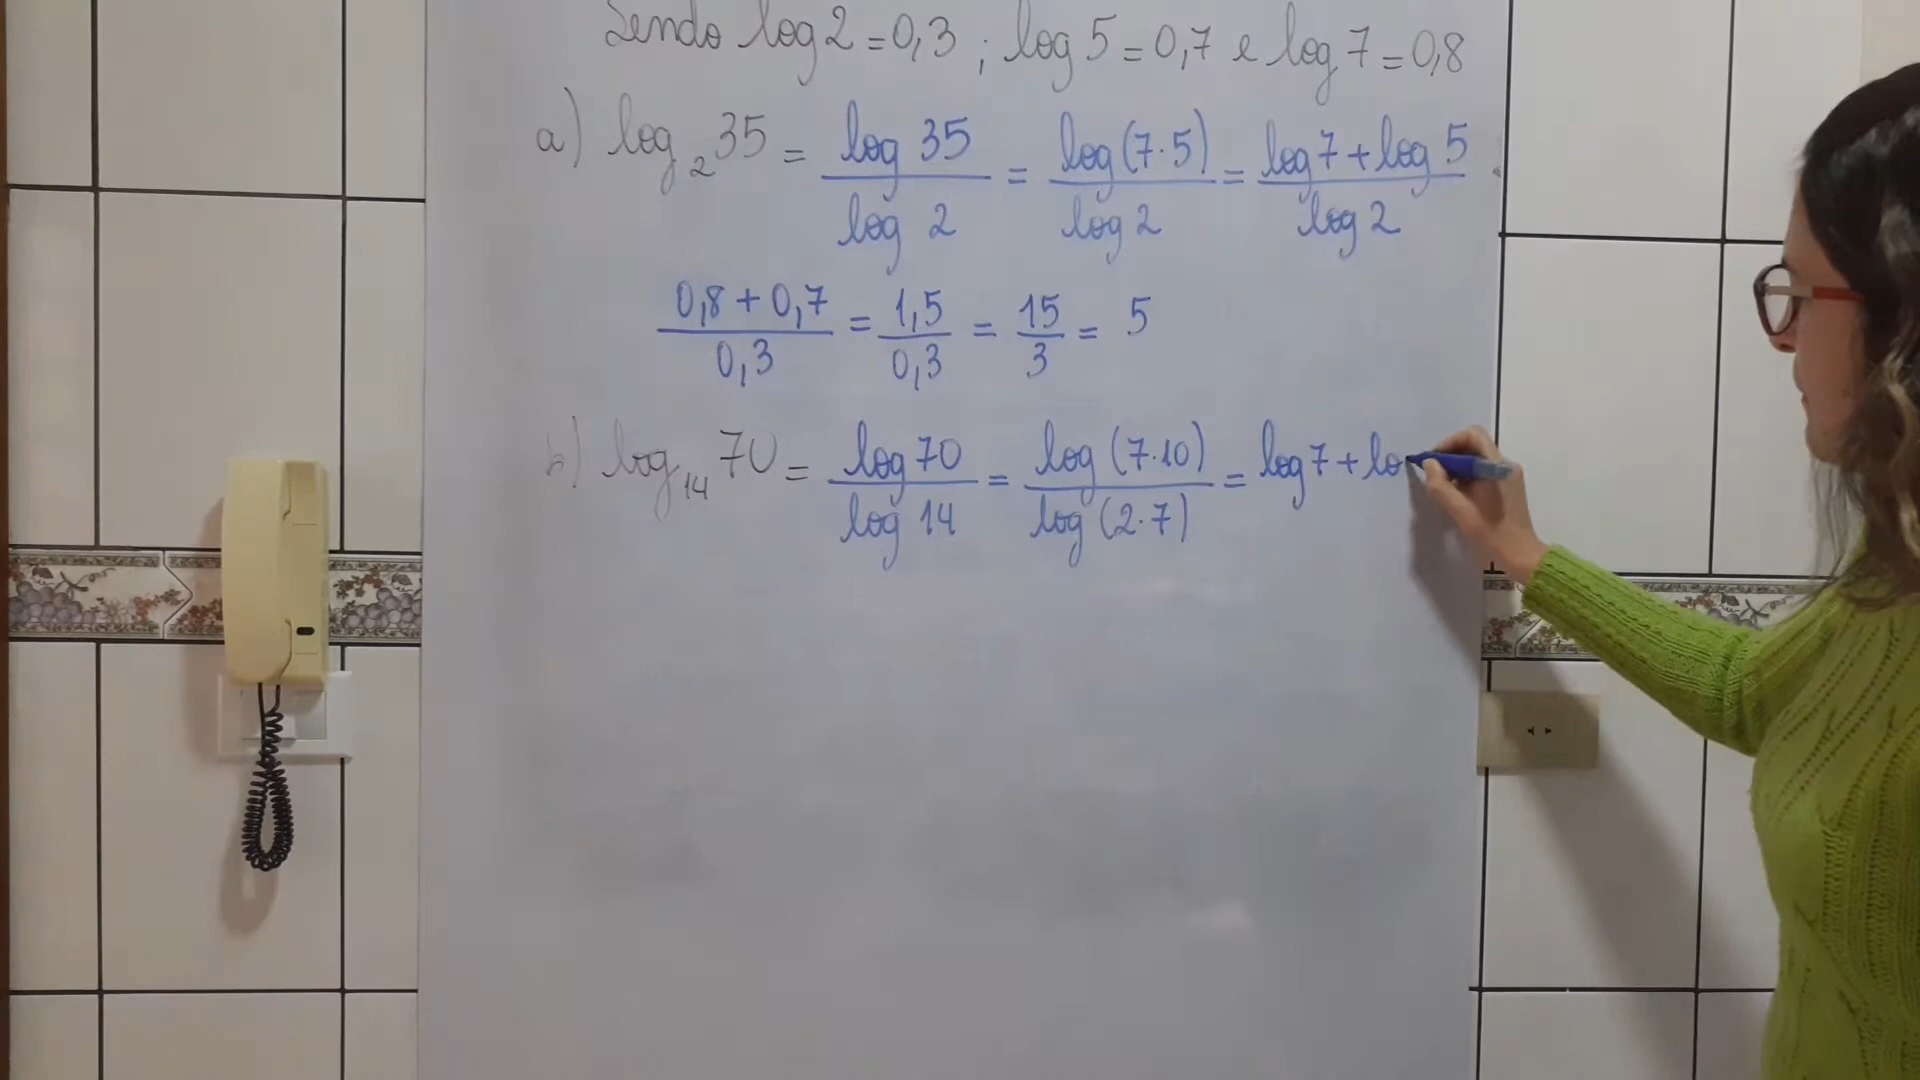 Sendo log 2 = 0,3 ; log 5 = 0,7 e log 7 = 0,8
a) log₂ 35 = log 35 / log 2 = log (7·5) / log 2 = log 7 + log 5 / log 2
0,8 + 0,7 / 0,3 = 1,5 / 0,3 = 15 / 3 = 5
b) log₁₄ 70 = log 70 / log 14 = log (7·10) / log (2·7) = log 7 + lo